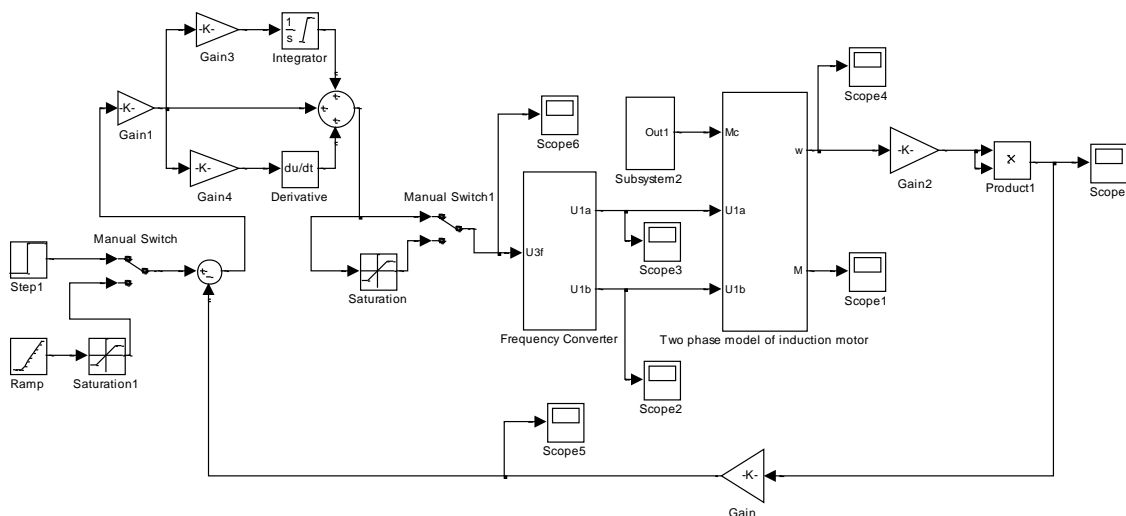 -K-
Gain3
1
s
Integrator
-K-
Gain1
-K-
Gain4
du/dt
Derivative
Manual Switch
Step1
Ramp
Saturation1
Saturation
Manual Switch1
Scope6
U3f
U1a
U1b
Frequency Converter
Scope3
Scope2
Out1
Subsystem2
Mc
U1a
U1b
w
M
Two phase model of induction motor
Scope4
Scope1
-K-
Gain2
×
Product1
Scope
Scope5
-K-
Gain